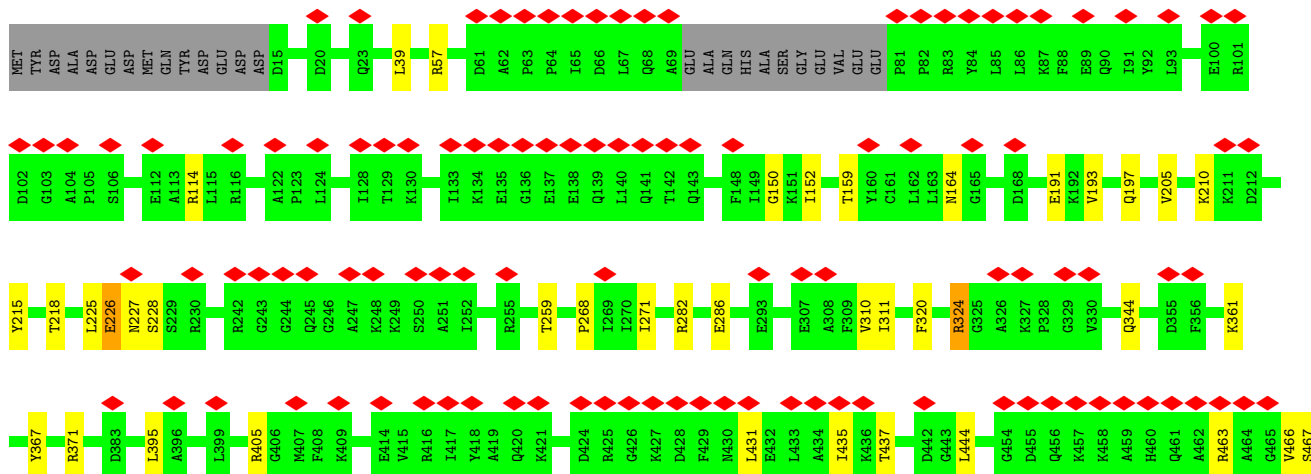 MET TYR ASP ALA ASP GLU ASP MET GLN TYR ASP GLU ASP ASP D15 D20 Q23 L39 R57 D61 A62 P63 P64 I65 D66 L67 Q68 A69 GLU ALA GLN HIS ALA SER GLY GLU VAL GLU GLU P81 P82 R83 Y84 L85 L86 K87 F88 E89 Q90 I91 Y92 L93 E100 R101
D102 G103 A104 P105 S106 E112 A113 R114 L115 R116 A122 P123 L124 I128 T129 K130 I133 K134 E135 G136 E137 E138 Q139 L140 Q141 T142 Q143 F148 I149 G150 K151 I152 T159 Y160 C161 L162 L163 N164 G165 D168 E191 K192 V193 Q197 V205 K210 K211 D212
Y215 T218 L225 E226 N227 S228 S229 R230 R242 G243 G244 Q245 G246 A247 K248 K249 S250 A251 I252 R255 T259 P268 I269 I270 I271 R282 E286 E293 E307 A308 F309 V310 I311 F320 R324 G325 A326 K327 P328 G329 V330 Q344 D355 F356 K361
Y367 R371 D383 L395 A396 L399 R405 G406 M407 F408 K409 E414 V415 R416 I417 Y418 A419 Q420 K421 D424 R425 G426 K427 D428 F429 N430 L431 E432 L433 A434 I435 K436 T437 D442 G443 L444 G454 D455 Q456 K457 K458 A459 H460 Q461 A462 R463 A464 G465 V466 S467